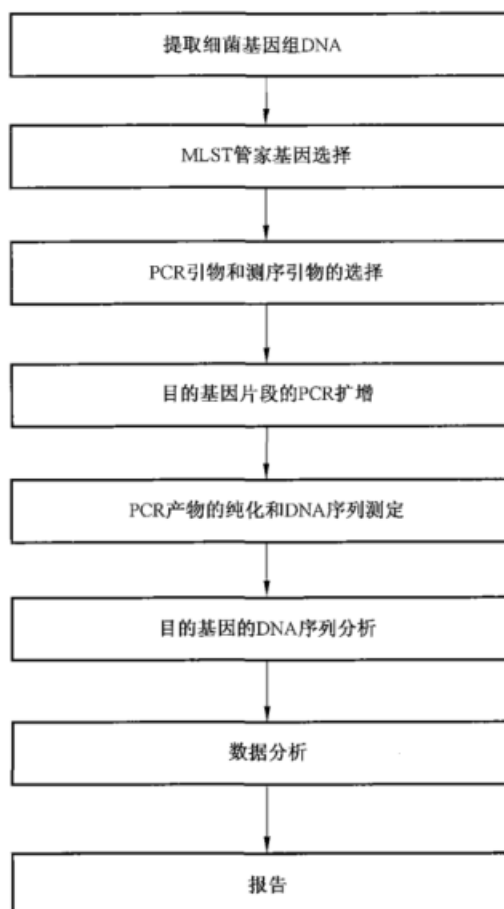 提取细菌基因组DNA
MLST管家基因选择
PCR引物和测序引物的选择
目的基因片段的PCR扩增
PCR产物的纯化和DNA序列测定
目的基因的DNA序列分析
数据分析
报告